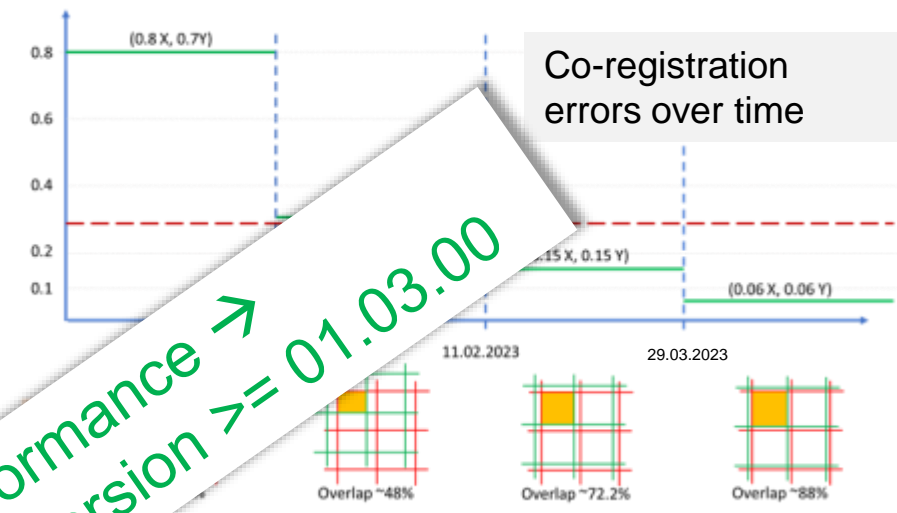 (0.8 X, 0.7Y)
Co-registration
errors over time
0.8
0.6
0.4
0.2
0.1
.15 X, 0.15 Y)
(0.06 X, 0.06 Y)
11.02.2023
29.03.2023
ormance →
ersion >= 01.03.00
Overlap ~48%
Overlap ~72.2%
Overlap ~88%